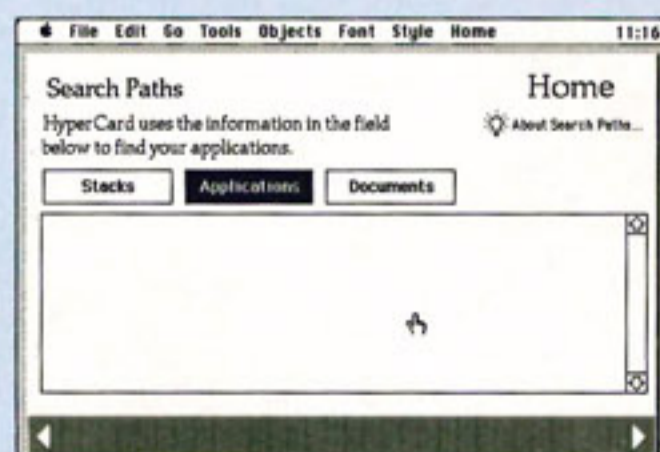 File Edit Go Tools Objects Font Style Home 11:16
Search Paths
Home
HyperCard uses the information in the field
below to find your applications.
About Search Paths...
Stacks Applications Documents